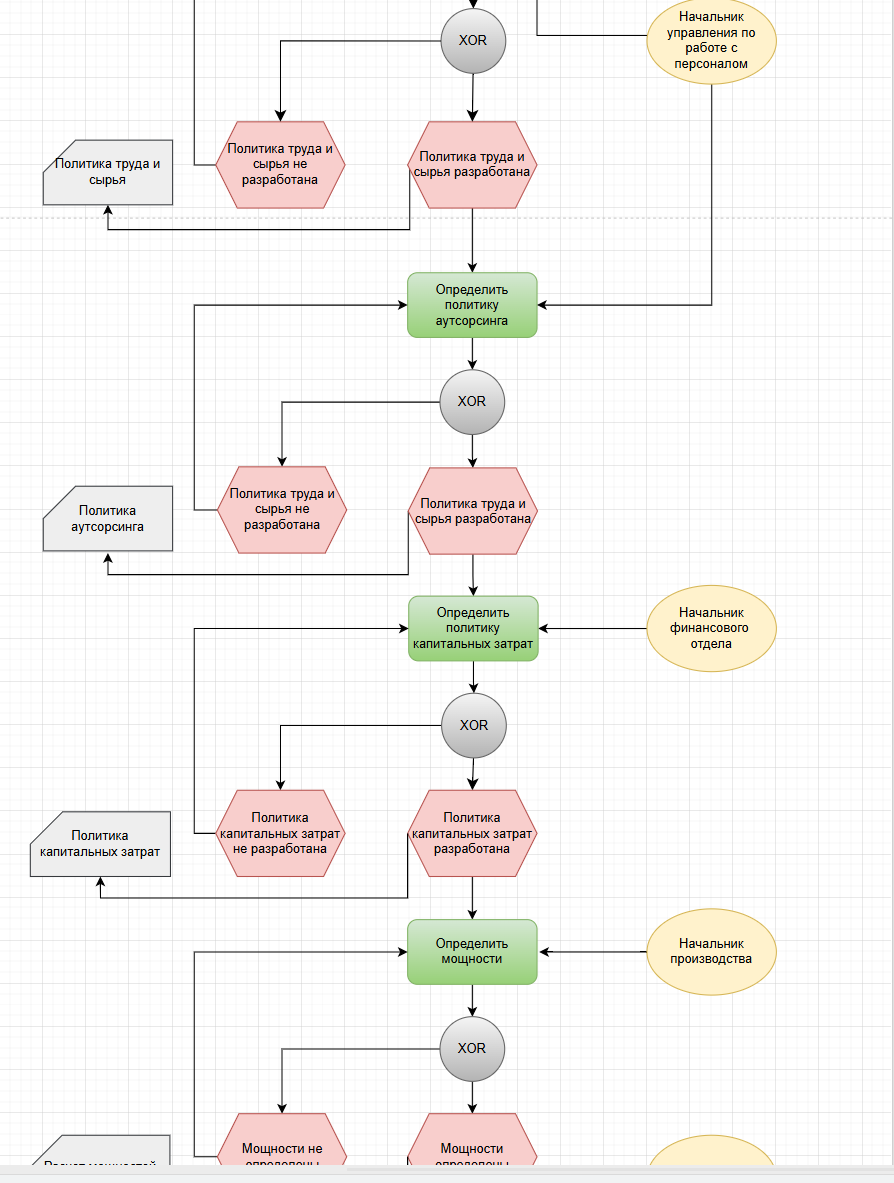 Начальник
управления по
работе с
персоналом
XOR
Политика труда и
сырья
Политика труда и
сырья не
разработана
Политика труда и
сырья разработана
Определить
политику
аутсорсинга
XOR
Политика
аутсорсинга
Политика труда и
сырья не
разработана
Политика труда и
сырья разработана
Определить
политику
капитальных затрат
Начальник
финансового
отдела
XOR
Политика
капитальных затрат
Политика
капитальных затрат
не разработана
Политика
капитальных затрат
разработана
Определить
мощности
Начальник
производства
XOR
Мощности не
определены
Мощности
определены